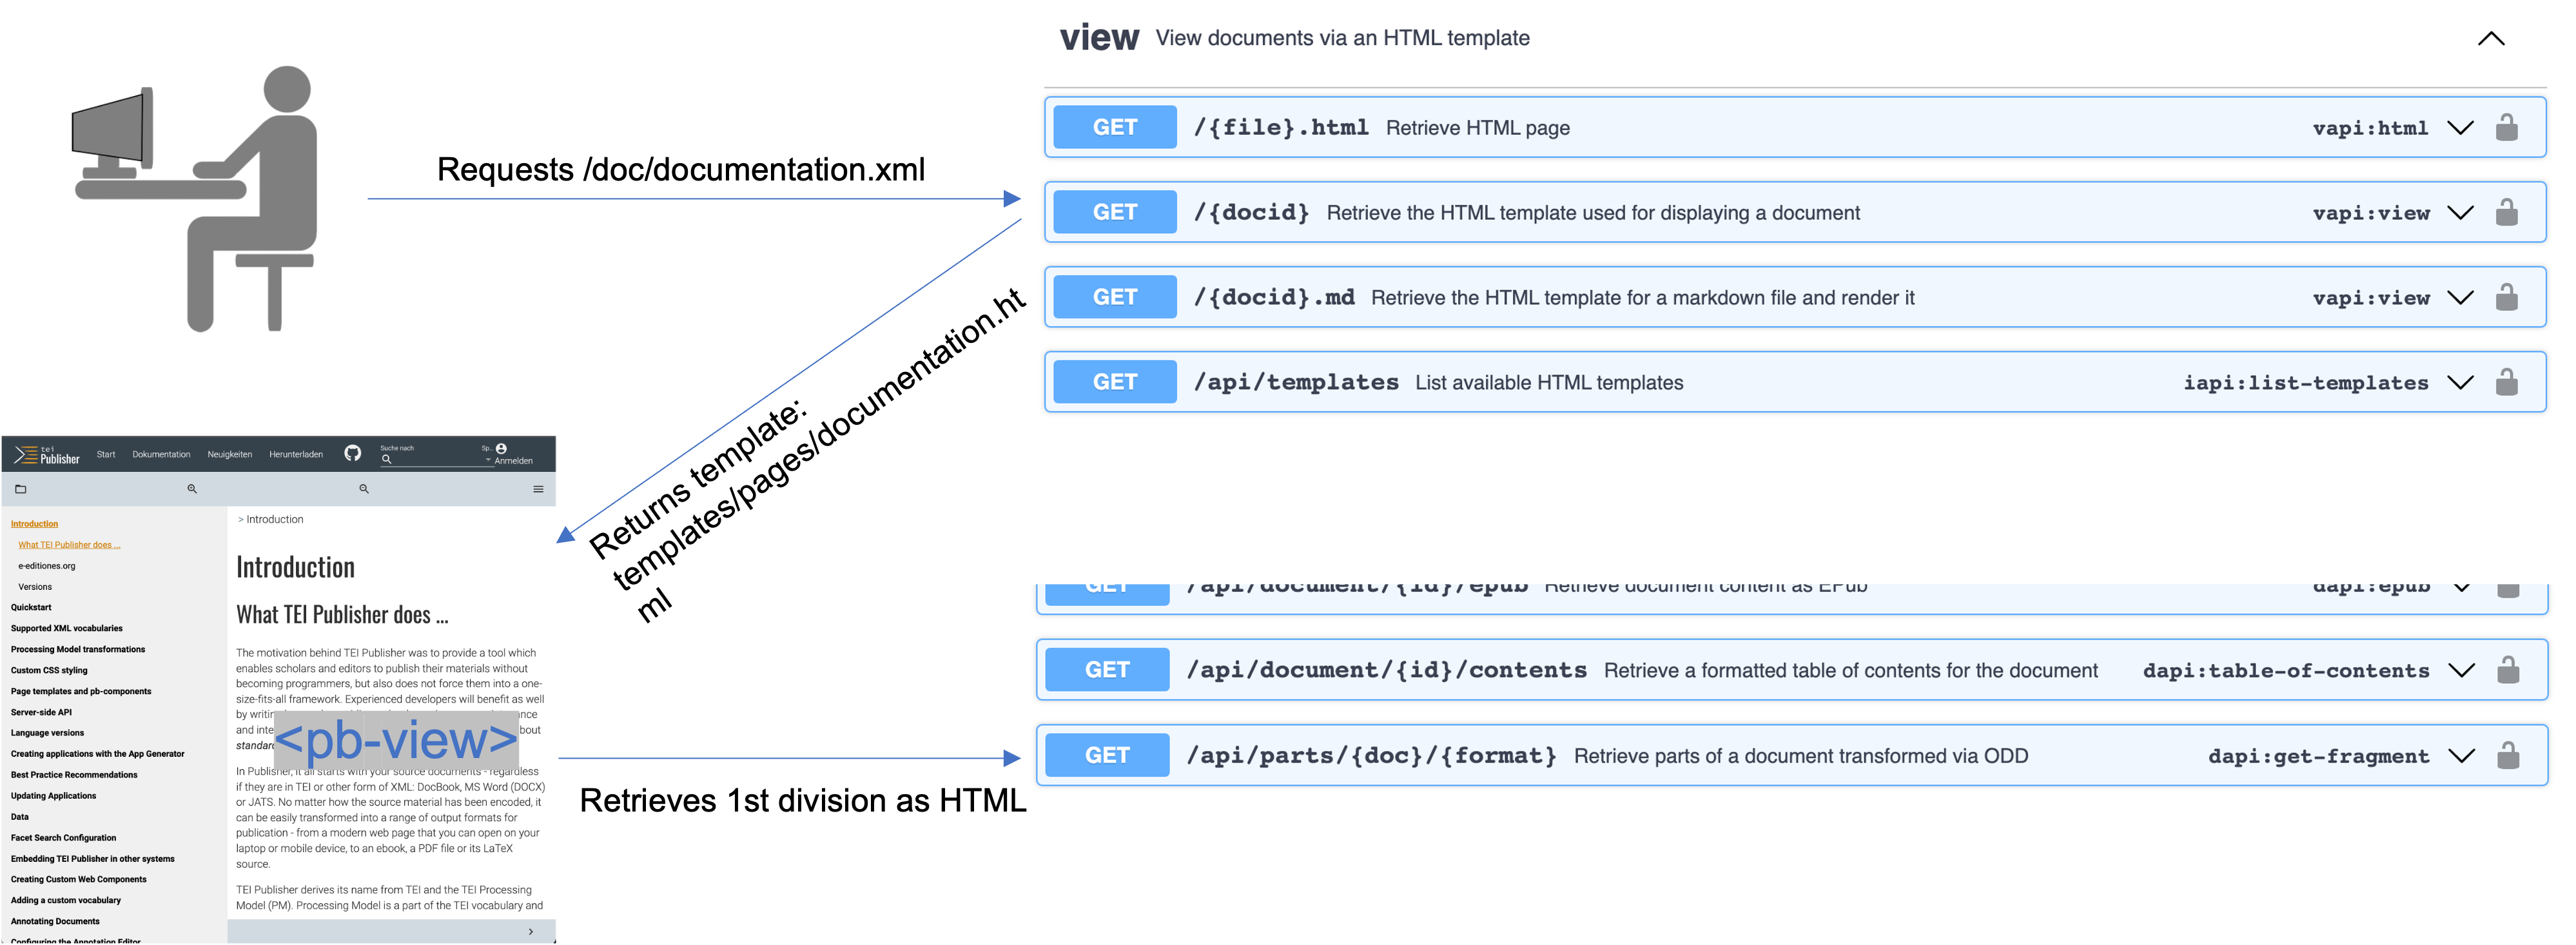 view View documents via an HTML template
GET /{file}.html Retrieve HTML page vapi:html
GET /{docid} Retrieve the HTML template used for displaying a document vapi:view
GET /{docid}.md Retrieve the HTML template for a markdown file and render it vapi:view
GET /api/templates List available HTML templates iapi:list-templates
Requests /doc/documentation.xml
Returns template:
templates/pages/documentation.ht
ml
tei
Publisher Start Dokumentation Neuigkeiten Herunterladen Suche nach Sp... Anmelden
Introduction
What TEI Publisher does ...
e-editiones.org
Versions
Quickstart
Supported XML vocabularies
Processing Model transformations
Custom CSS styling
Page templates and pb-components
Server-side API
Language versions
Creating applications with the App Generator
Best Practice Recommendations
Updating Applications
Data
Facet Search Configuration
Embedding TEI Publisher in other systems
Creating Custom Web Components
Adding a custom vocabulary
Annotating Documents
Configuring the Annotation Editor
> Introduction
Introduction
What TEI Publisher does ...
The motivation behind TEI Publisher was to provide a tool which
enables scholars and editors to publish their materials without
becoming programmers, but also does not force them into a one-
size-fits-all framework. Experienced developers will benefit as well
by
and
<pb-view>
In Publisher, it all starts with your source documents - regardless
if they are in TEI or other form of XML: DocBook, MS Word (DOCX)
or JATS. No matter how the source material has been encoded, it
can be easily transformed into a range of output formats for
publication - from a modern web page that you can open on your
laptop or mobile device, to an ebook, a PDF file or its LaTeX
source.
TEI Publisher derives its name from TEI and the TEI Processing
Model (PM). Processing Model is a part of the TEI vocabulary and
Retrieves 1st division as HTML
GET /api/document/{id}/epub Retrieve document content as EPub dapi:epub
GET /api/document/{id}/contents Retrieve a formatted table of contents for the document dapi:table-of-contents
GET /api/parts/{doc}/{format} Retrieve parts of a document transformed via ODD dapi:get-fragment